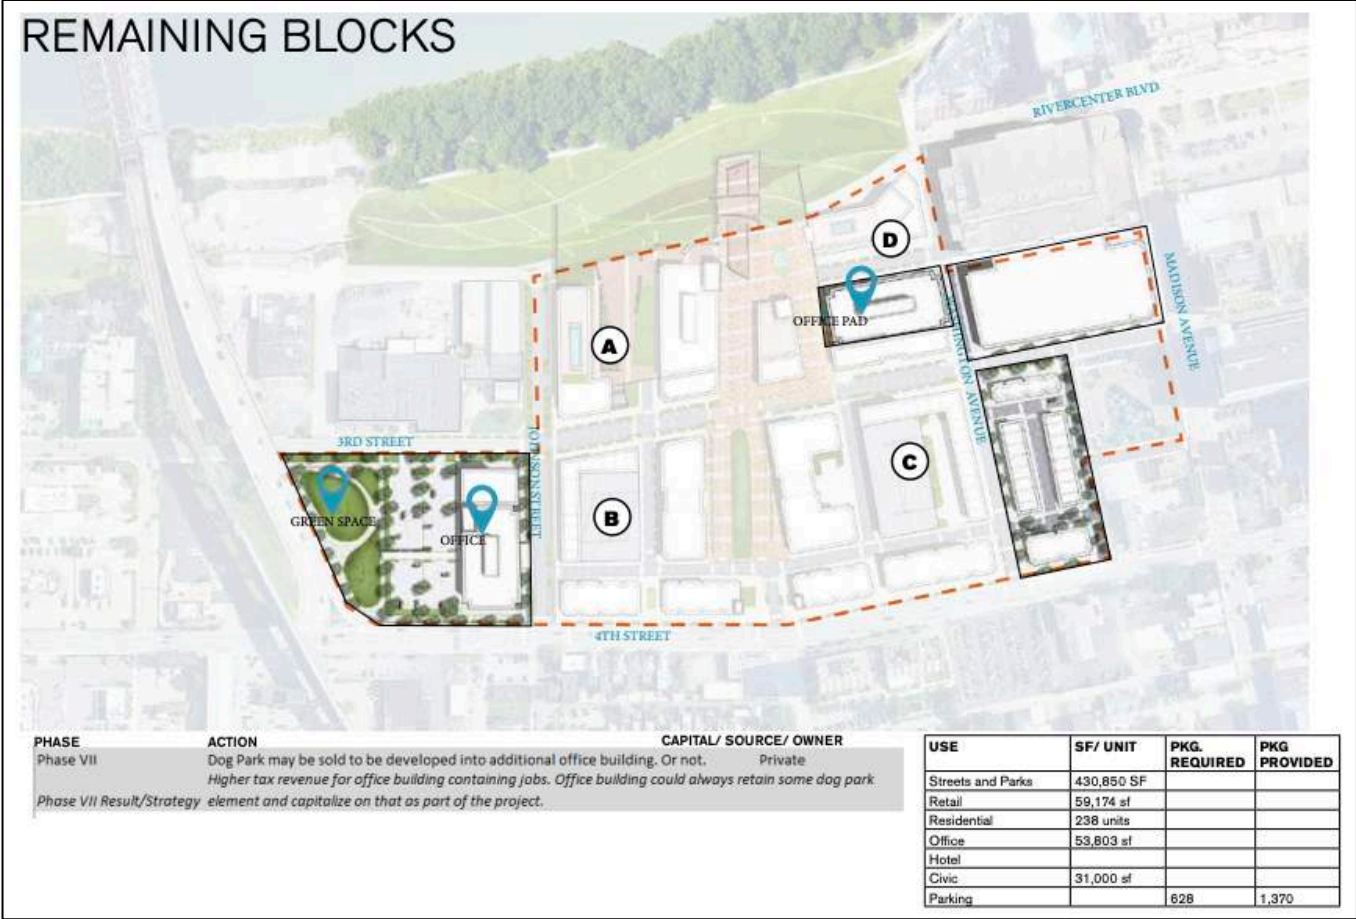 REMAINING BLOCKS
RIVERCENTER BLVD
MADISON AVENUE
D
OFFICE PAD
A
WASHINGTON AVENUE
3RD STREET
JOHNSON STREET
C
GREEN SPACE
B
OFFICE
4TH STREET
PHASE ACTION CAPITAL/ SOURCE/ OWNER
Phase VII Dog Park may be sold to be developed into additional office building. Or not. Private
Higher tax revenue for office building containing jobs. Office building could always retain some dog park
Phase VII Result/Strategy element and capitalize on that as part of the project.
USE SF/ UNIT PKG. REQUIRED PKG PROVIDED
Streets and Parks 430,850 SF
Retail 59,174 sf
Residential 238 units
Office 53,803 sf
Hotel
Civic 31,000 sf
Parking 628 1,370